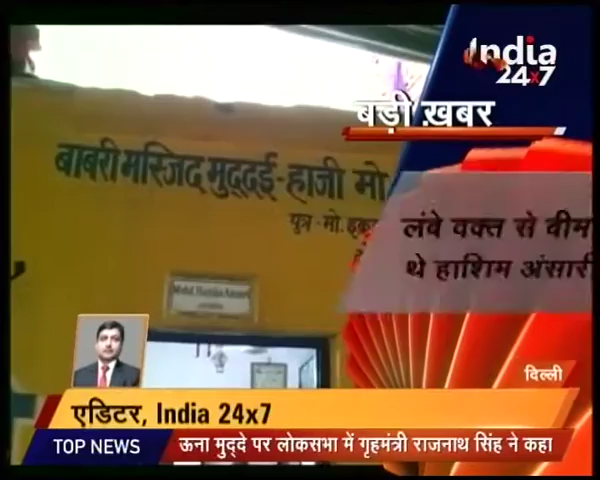 India
24x7
बड़ी ख़बर
बाबरी मस्जिद मुद्दई-हाजी मो
पुत्र - मो.
लंबे वक्त से बीम
थे हाशिम अंसारी
दिल्ली
एडिटर, India 24x7
TOP NEWS
ऊना मुद्दे पर लोकसभा में गृहमंत्री राजनाथ सिंह ने कहा